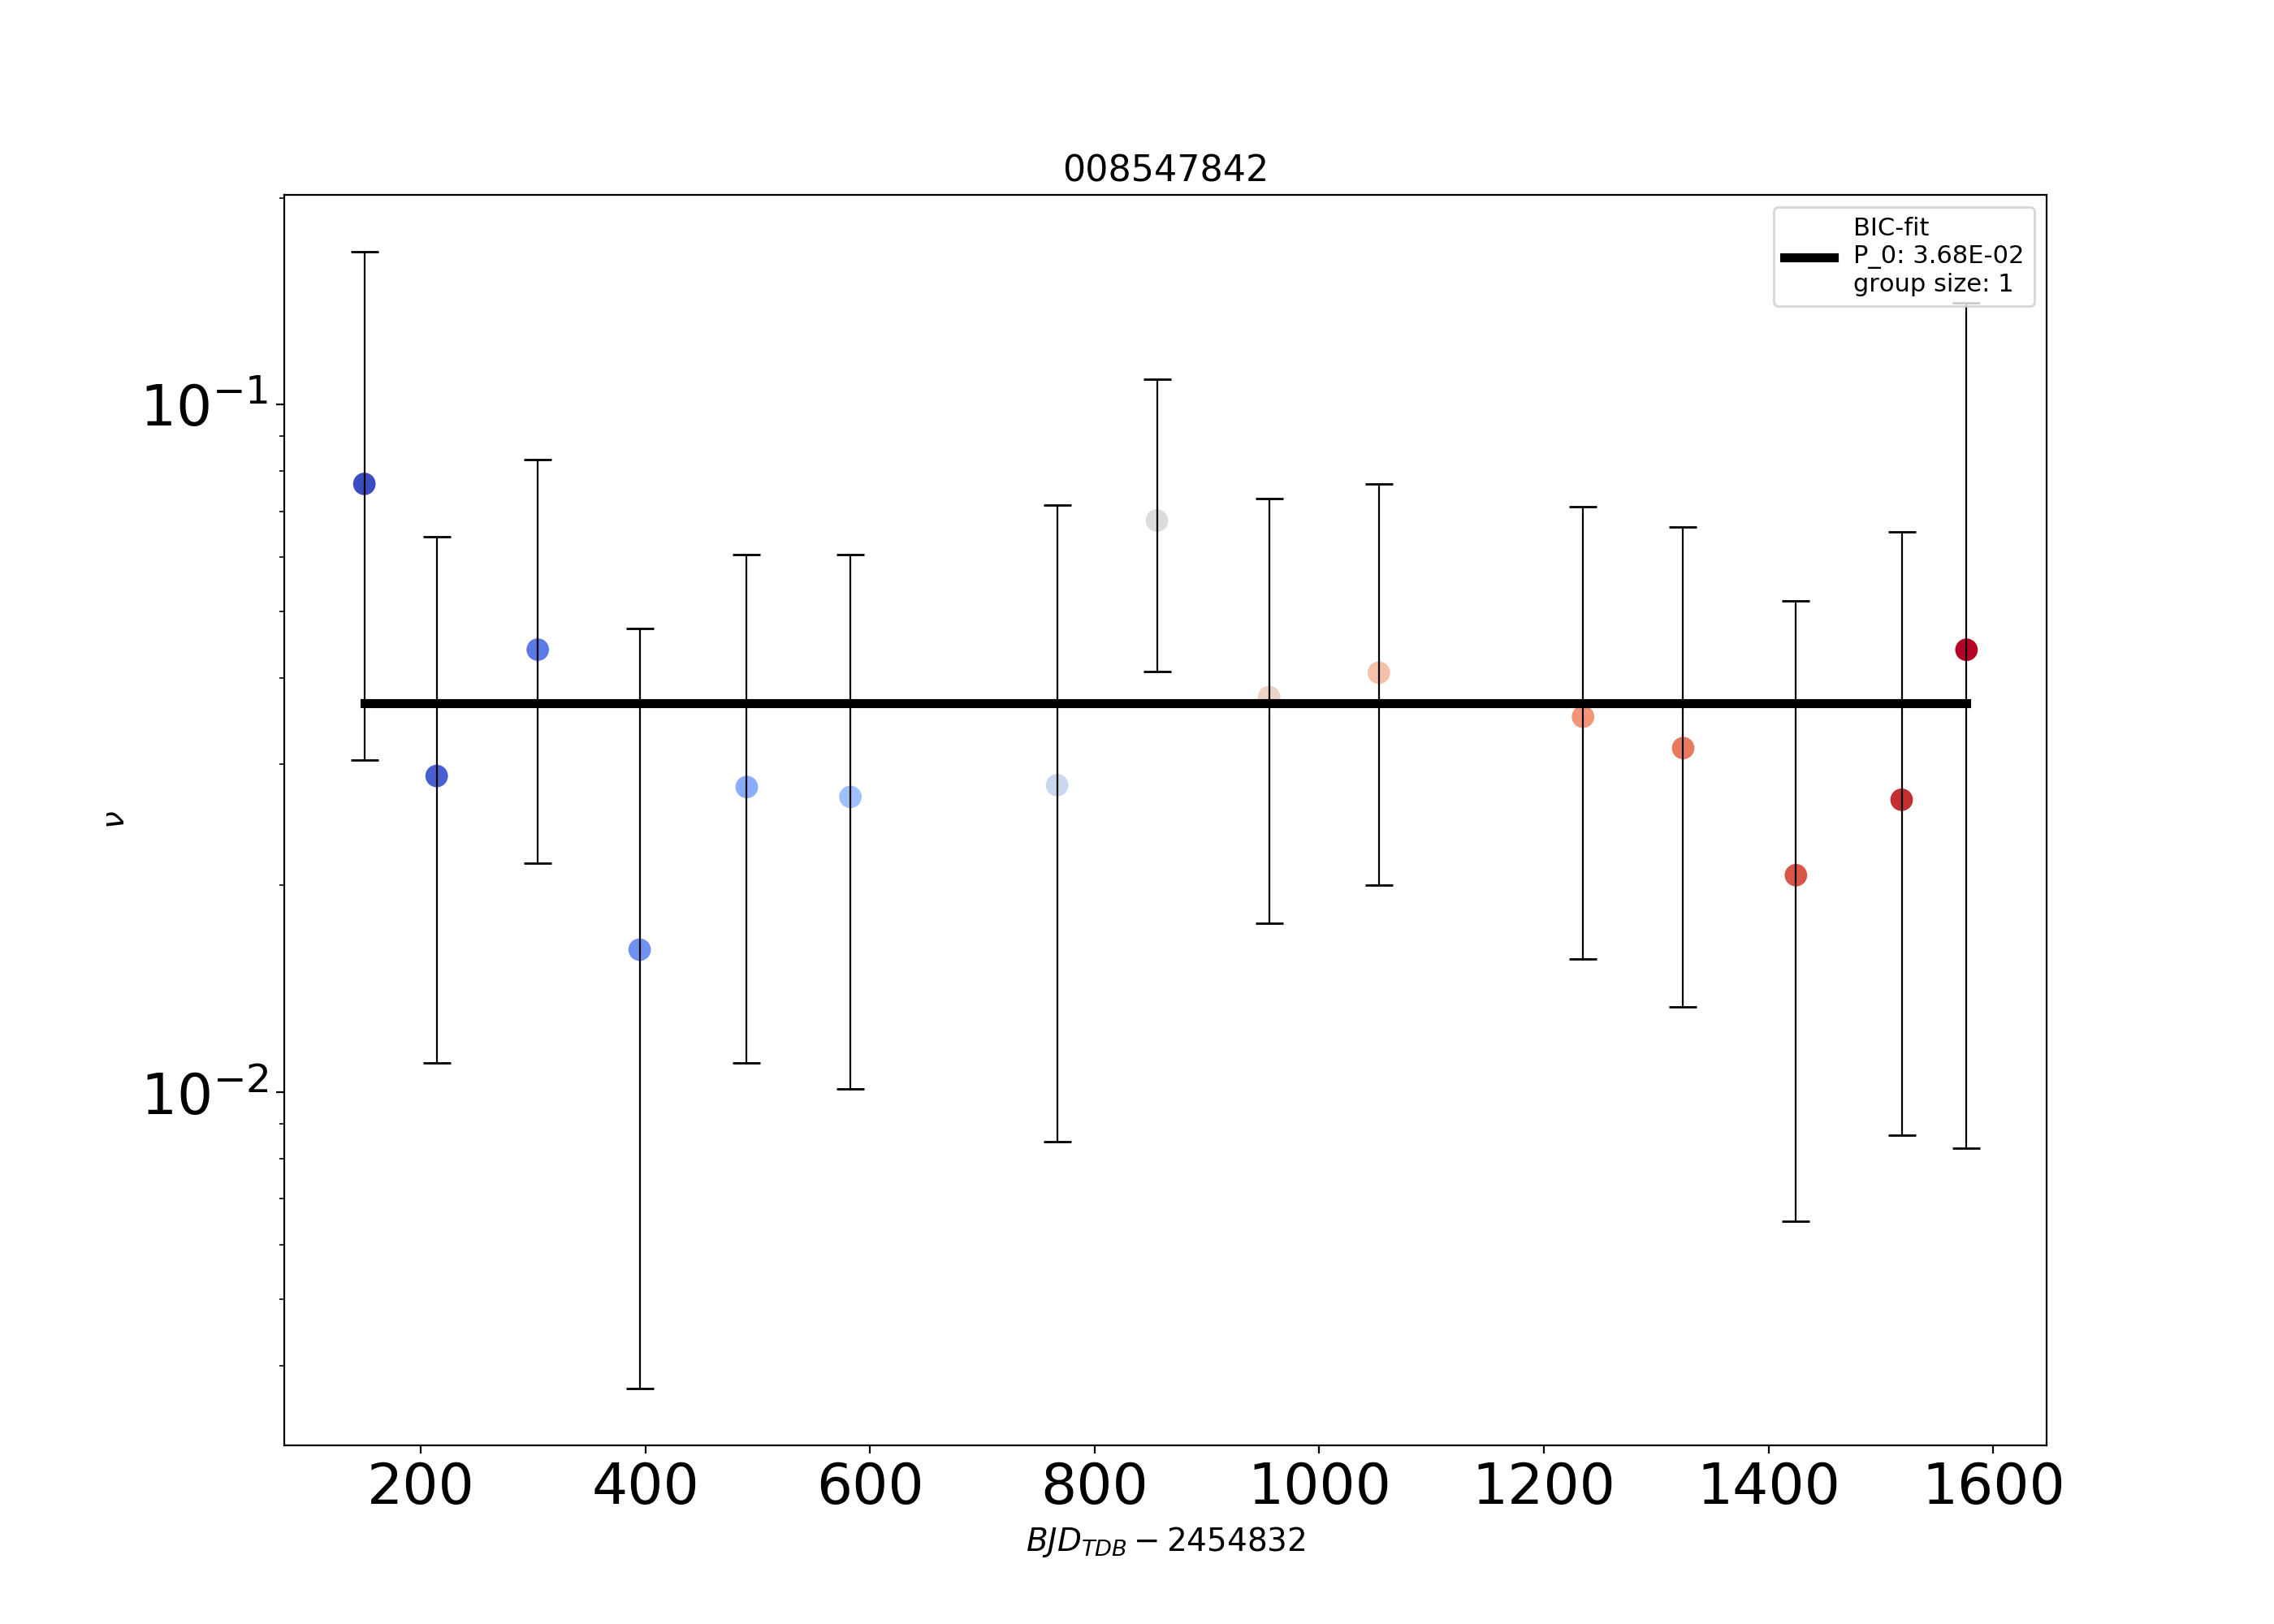 008547842
BIC-fit
P_0: 3.68E-02
group size: 1
10⁻¹
10⁻²
ν
200 400 600 800 1000 1200 1400 1600
BJD_TDB − 2454832